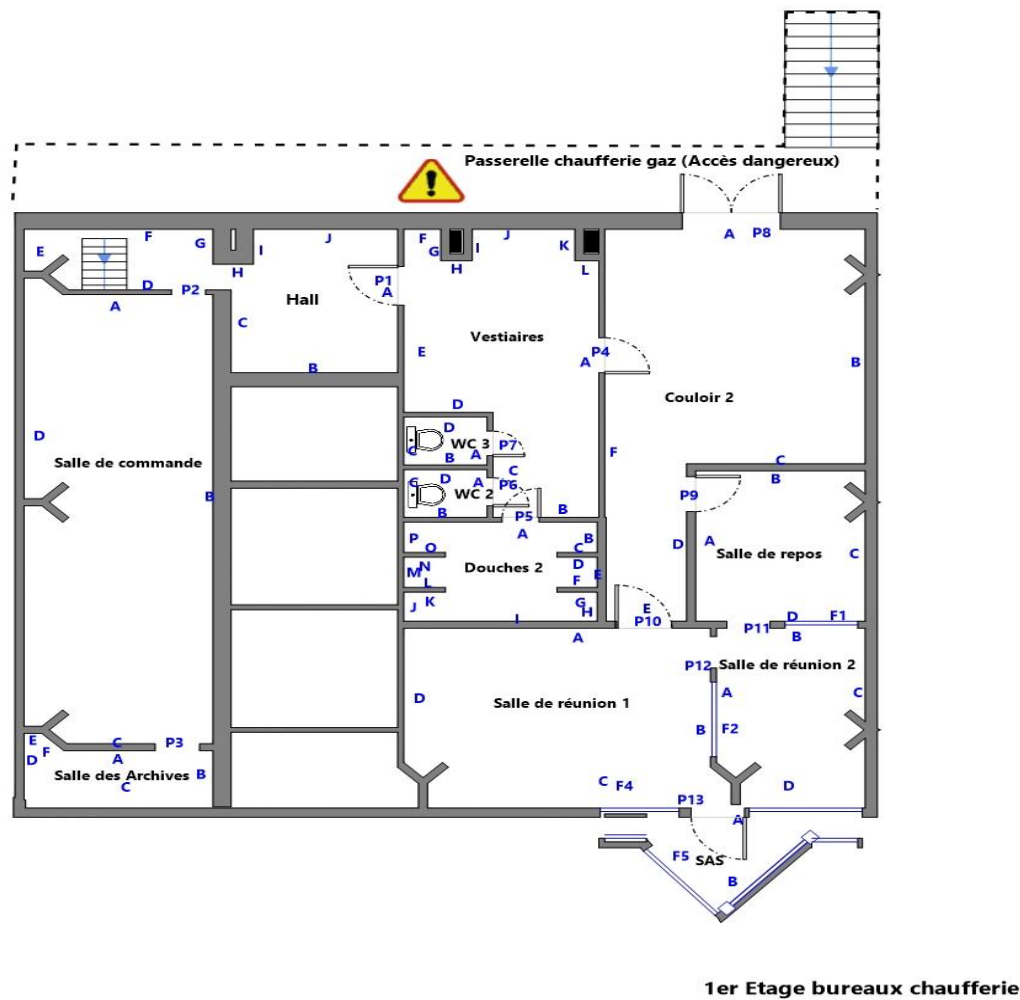 Passerelle chaufferie gaz (Accès dangereux)
A P8
E F G I J F G I J K
H H L
P1
A
D P2
A
Hall
C
B
Vestiaires
E
A P4
B
Couloir 2
D
D
Salle de commande
B
D
C WC 3 A P7
B
C
C D A P6
WC 2
B P5 B
F
C
B
P9
A
Salle de repos
C
D
P A B
O C
M N D
L Douches 2 F E
J K G H
I
E
P10
A
D F1
P11 B
Salle de réunion 2
P12
A C
D
Salle de réunion 1
B F2
D
C F4
P13
A
E C P3
D F A
Salle des Archives B
C
F5 SAS
B
1er Etage bureaux chaufferie